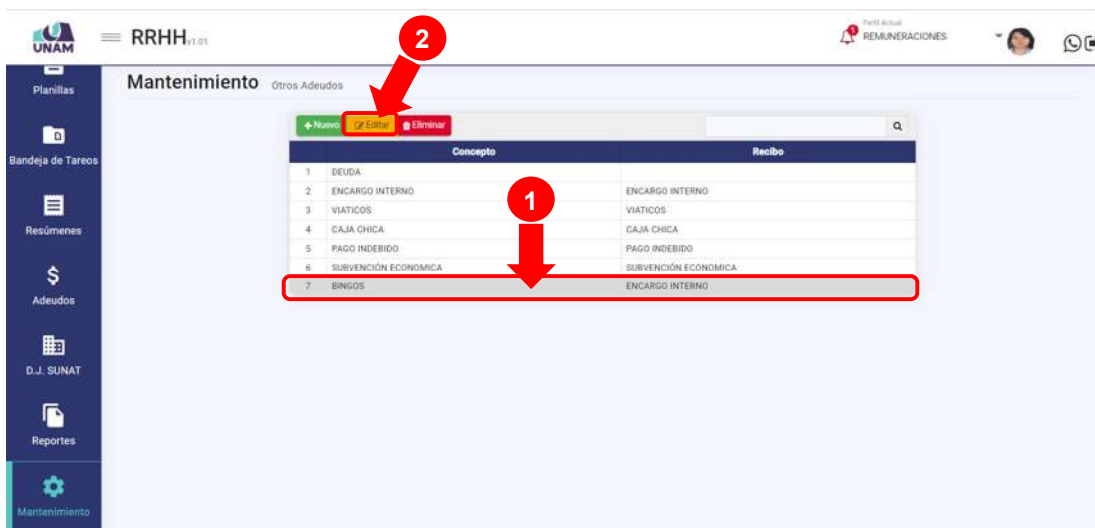 Perfil Actual
UNAM RRHH v1.01 2 REMUNERACIONES
Planillas
Mantenimiento Otros Adeudos
Nuevo Editar Eliminar
Bandeja de Tareos
Concepto Recibo
1 DEUDA
2 ENCARGO INTERNO ENCARGO INTERNO
1
3 VIATICOS VIATICOS
Resúmenes
4 CAJA CHICA CAJA CHICA
5 PAGO INDEBIDO PAGO INDEBIDO
6 SUBVENCIÓN ECONOMICA SUBVENCIÓN ECONOMICA
7 BINGOS ENCARGO INTERNO
$
Adeudos
D.J. SUNAT
Reportes
Mantenimiento